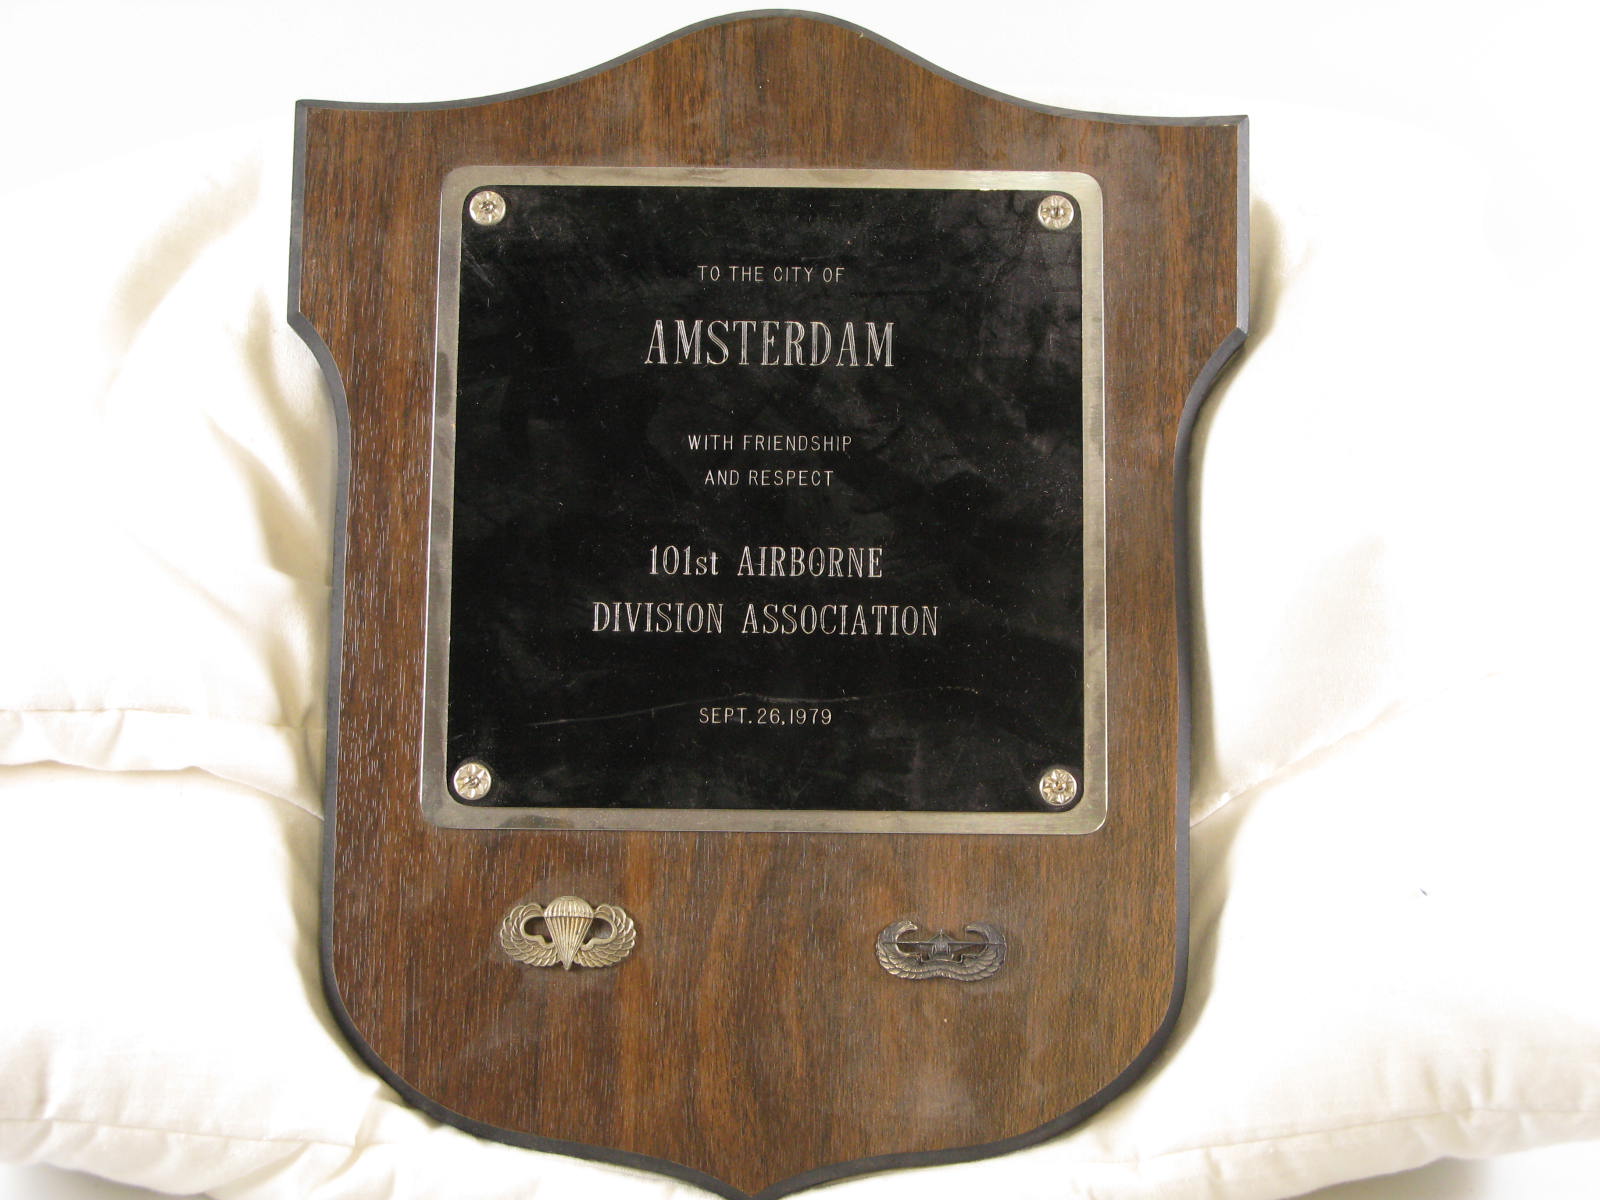 TO THE CITY OF
AMSTERDAM
WITH FRIENDSHIP
AND RESPECT
101st AIRBORNE
DIVISION ASSOCIATION
SEPT. 26, 1979